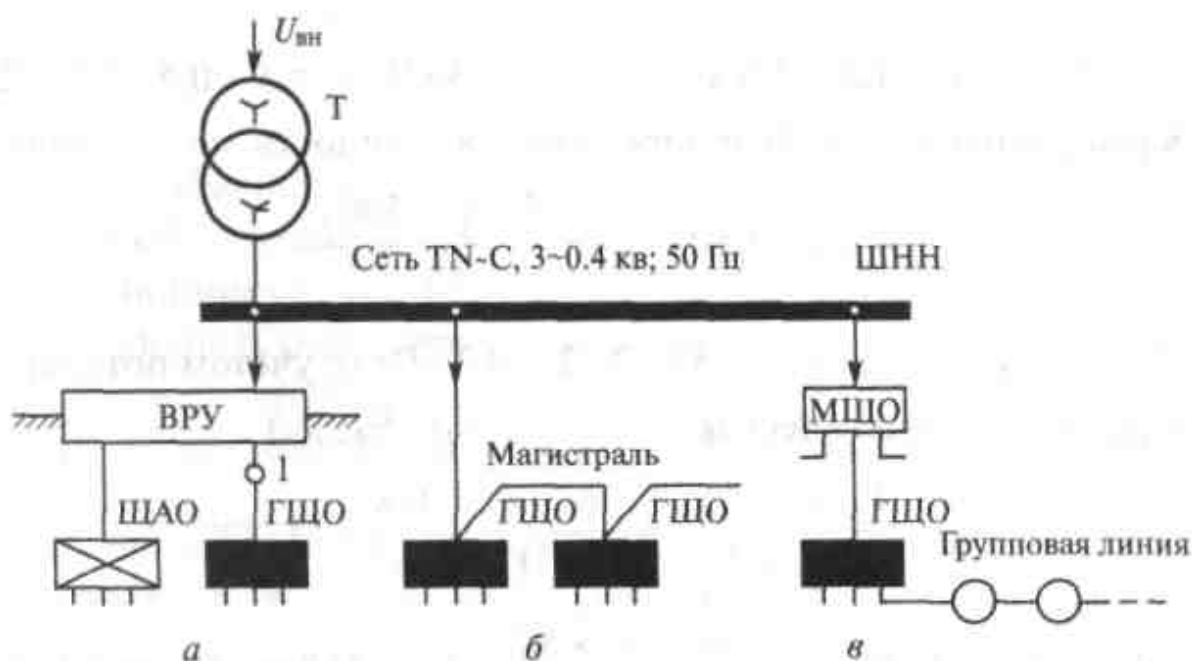 Uвн
Т
Сеть TN-C, 3~0.4 кв; 50 Гц
ШНН
ВРУ
МЩО
1
Магистраль
ЩАО
ГЩО
ГЩО
ГЩО
ГЩО
Групповая линия
а
б
в